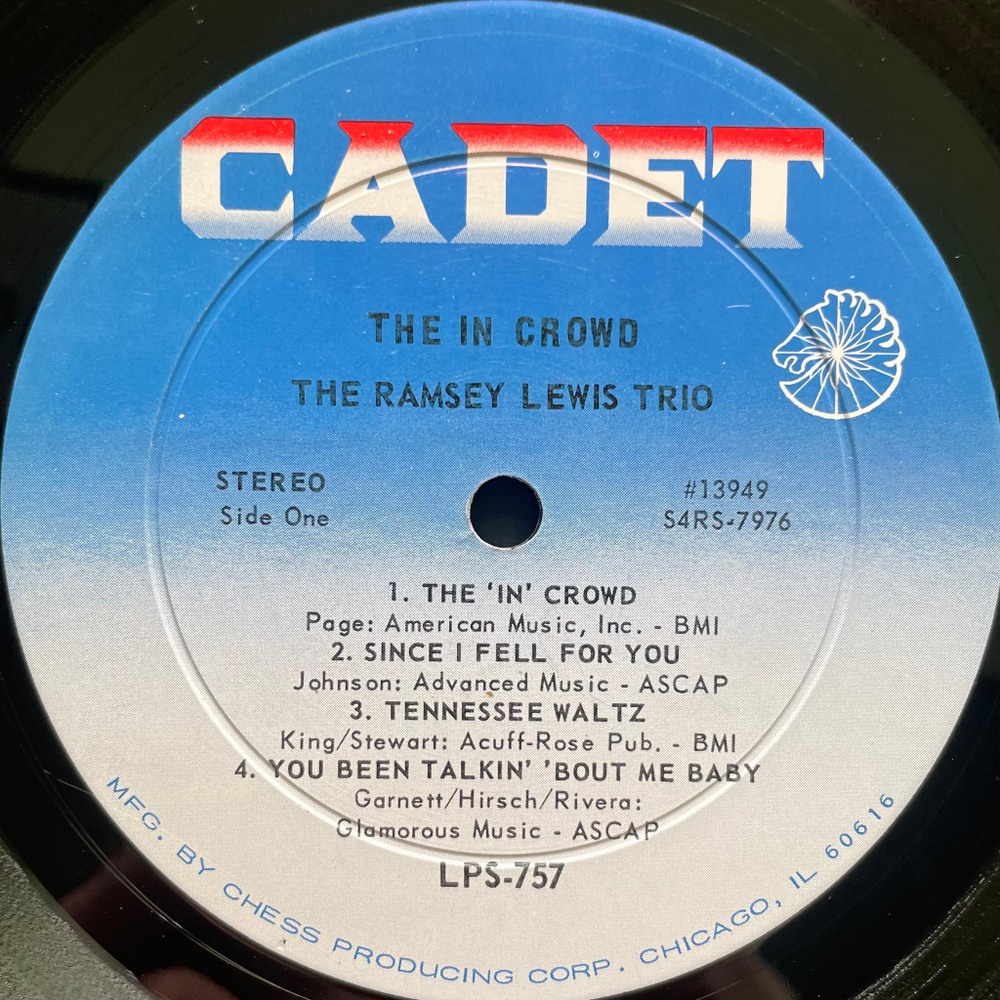 CADET
THE IN CROWD
THE RAMSEY LEWIS TRIO
STEREO
Side One
#13949
S4RS-7976
1. THE ‘IN’ CROWD
Page: American Music, Inc. - BMI
2. SINCE I FELL FOR YOU
Johnson: Advanced Music - ASCAP
3. TENNESSEE WALTZ
King/Stewart: Acuff-Rose Pub. - BMI
4. YOU BEEN TALKIN’ ’BOUT ME BABY
Garnett/Hirsch/Rivera:
Glamorous Music - ASCAP
LPS-757
MFG. BY CHESS PRODUCING CORP. CHICAGO, IL 60616